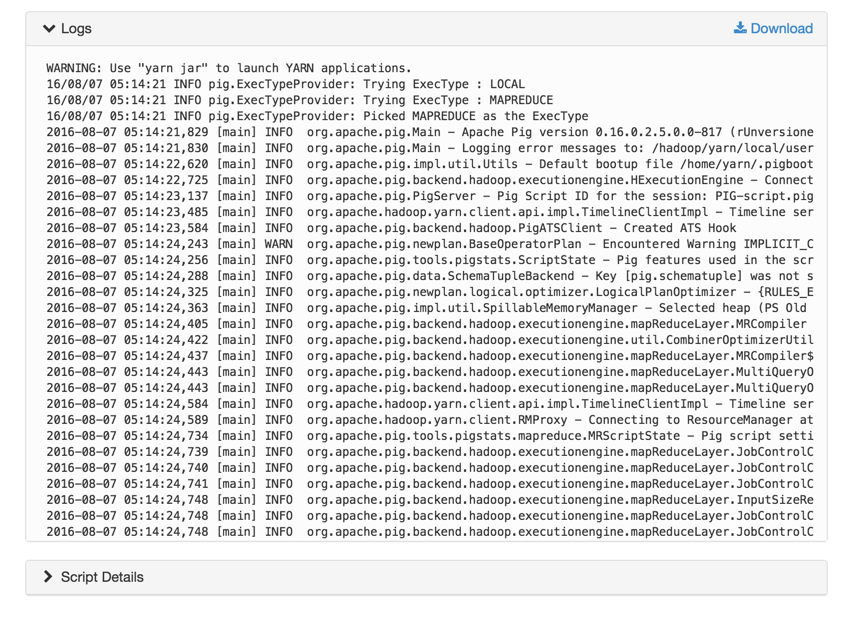 Logs
Download
WARNING: Use "yarn jar" to launch YARN applications.
16/08/07 05:14:21 INFO pig.ExecTypeProvider: Trying ExecType : LOCAL
16/08/07 05:14:21 INFO pig.ExecTypeProvider: Trying ExecType : MAPREDUCE
16/08/07 05:14:21 INFO pig.ExecTypeProvider: Picked MAPREDUCE as the ExecType
2016-08-07 05:14:21,829 [main] INFO  org.apache.pig.Main - Apache Pig version 0.16.0.2.5.0.0-817 (rUnversione
2016-08-07 05:14:21,830 [main] INFO  org.apache.pig.Main - Logging error messages to: /hadoop/yarn/local/user
2016-08-07 05:14:22,620 [main] INFO  org.apache.pig.impl.util.Utils - Default bootup file /home/yarn/.pigboot
2016-08-07 05:14:22,725 [main] INFO  org.apache.pig.backend.hadoop.executionengine.HExecutionEngine - Connect
2016-08-07 05:14:23,137 [main] INFO  org.apache.pig.PigServer - Pig Script ID for the session: PIG-script.pig
2016-08-07 05:14:23,485 [main] INFO  org.apache.hadoop.yarn.client.api.impl.TimelineClientImpl - Timeline ser
2016-08-07 05:14:23,584 [main] INFO  org.apache.pig.backend.hadoop.PigATSClient - Created ATS Hook
2016-08-07 05:14:24,243 [main] WARN  org.apache.pig.newplan.BaseOperatorPlan - Encountered Warning IMPLICIT_C
2016-08-07 05:14:24,256 [main] INFO  org.apache.pig.tools.pigstats.ScriptState - Pig features used in the scr
2016-08-07 05:14:24,288 [main] INFO  org.apache.pig.data.SchemaTupleBackend - Key [pig.schematuple] was not s
2016-08-07 05:14:24,325 [main] INFO  org.apache.pig.newplan.logical.optimizer.LogicalPlanOptimizer - {RULES_E
2016-08-07 05:14:24,363 [main] INFO  org.apache.pig.impl.util.SpillableMemoryManager - Selected heap (PS Old
2016-08-07 05:14:24,405 [main] INFO  org.apache.pig.backend.hadoop.executionengine.mapReduceLayer.MRCompiler
2016-08-07 05:14:24,422 [main] INFO  org.apache.pig.backend.hadoop.executionengine.util.CombinerOptimizerUtil
2016-08-07 05:14:24,437 [main] INFO  org.apache.pig.backend.hadoop.executionengine.mapReduceLayer.MRCompiler$
2016-08-07 05:14:24,443 [main] INFO  org.apache.pig.backend.hadoop.executionengine.mapReduceLayer.MultiQueryO
2016-08-07 05:14:24,443 [main] INFO  org.apache.pig.backend.hadoop.executionengine.mapReduceLayer.MultiQueryO
2016-08-07 05:14:24,584 [main] INFO  org.apache.hadoop.yarn.client.api.impl.TimelineClientImpl - Timeline ser
2016-08-07 05:14:24,589 [main] INFO  org.apache.hadoop.yarn.client.RMProxy - Connecting to ResourceManager at
2016-08-07 05:14:24,734 [main] INFO  org.apache.pig.tools.pigstats.mapreduce.MRScriptState - Pig script setti
2016-08-07 05:14:24,739 [main] INFO  org.apache.pig.backend.hadoop.executionengine.mapReduceLayer.JobControlC
2016-08-07 05:14:24,740 [main] INFO  org.apache.pig.backend.hadoop.executionengine.mapReduceLayer.JobControlC
2016-08-07 05:14:24,741 [main] INFO  org.apache.pig.backend.hadoop.executionengine.mapReduceLayer.JobControlC
2016-08-07 05:14:24,748 [main] INFO  org.apache.pig.backend.hadoop.executionengine.mapReduceLayer.InputSizeRe
2016-08-07 05:14:24,748 [main] INFO  org.apache.pig.backend.hadoop.executionengine.mapReduceLayer.JobControlC
2016-08-07 05:14:24,748 [main] INFO  org.apache.pig.backend.hadoop.executionengine.mapReduceLayer.JobControlC
Script Details